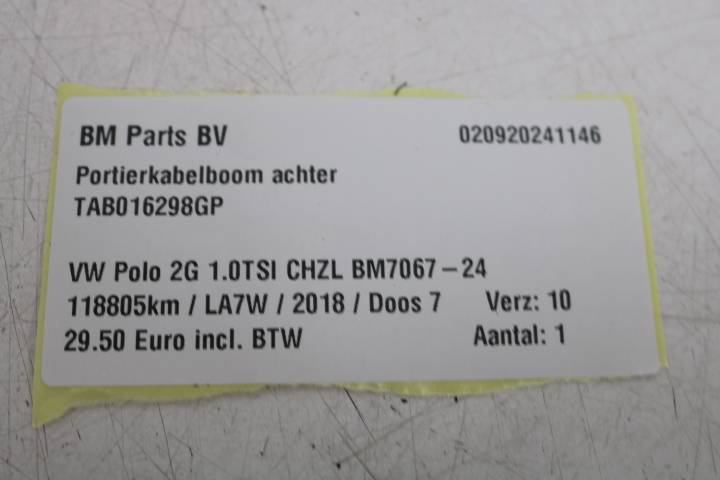 BM Parts BV 020920241146
Portierkabelboom achter
TAB016298GP
VW Polo 2G 1.0TSI CHZL BM7067-24
118805km / LA7W / 2018 / Doos 7 Verz: 10
29.50 Euro incl. BTW Aantal: 1